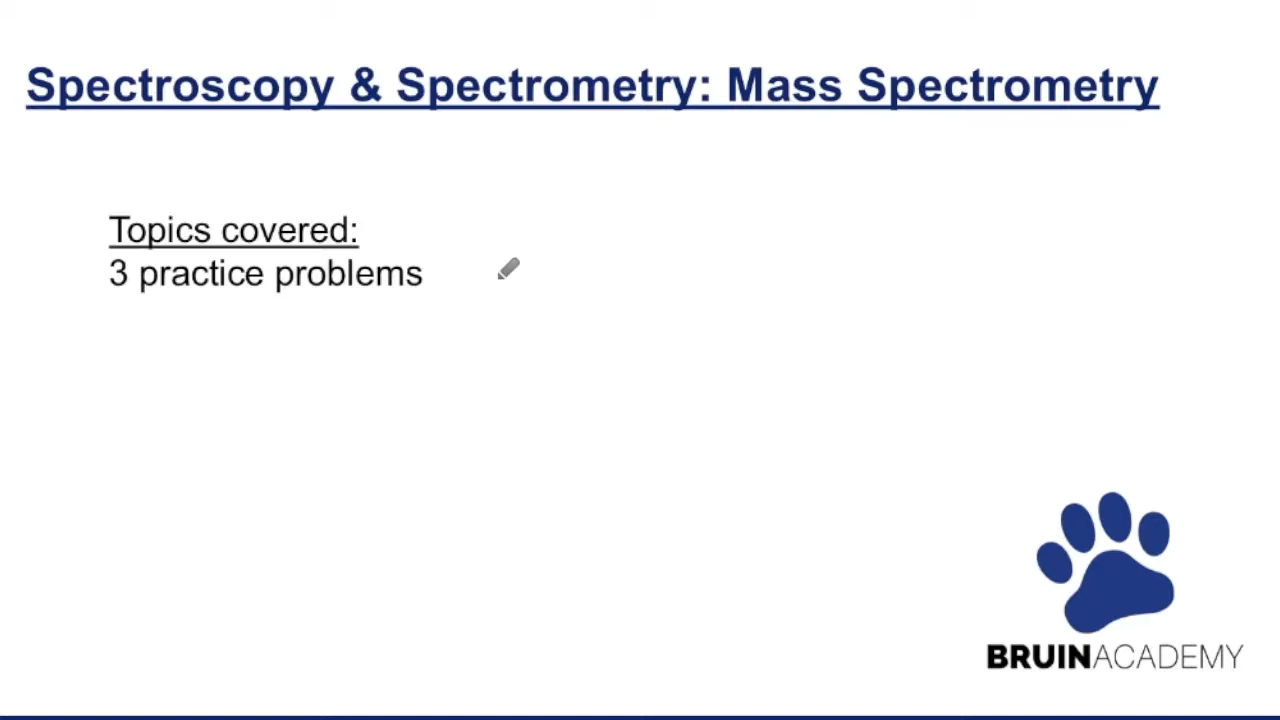 Spectroscopy & Spectrometry: Mass Spectrometry
Topics covered:
3 practice problems
BRUINACADEMY